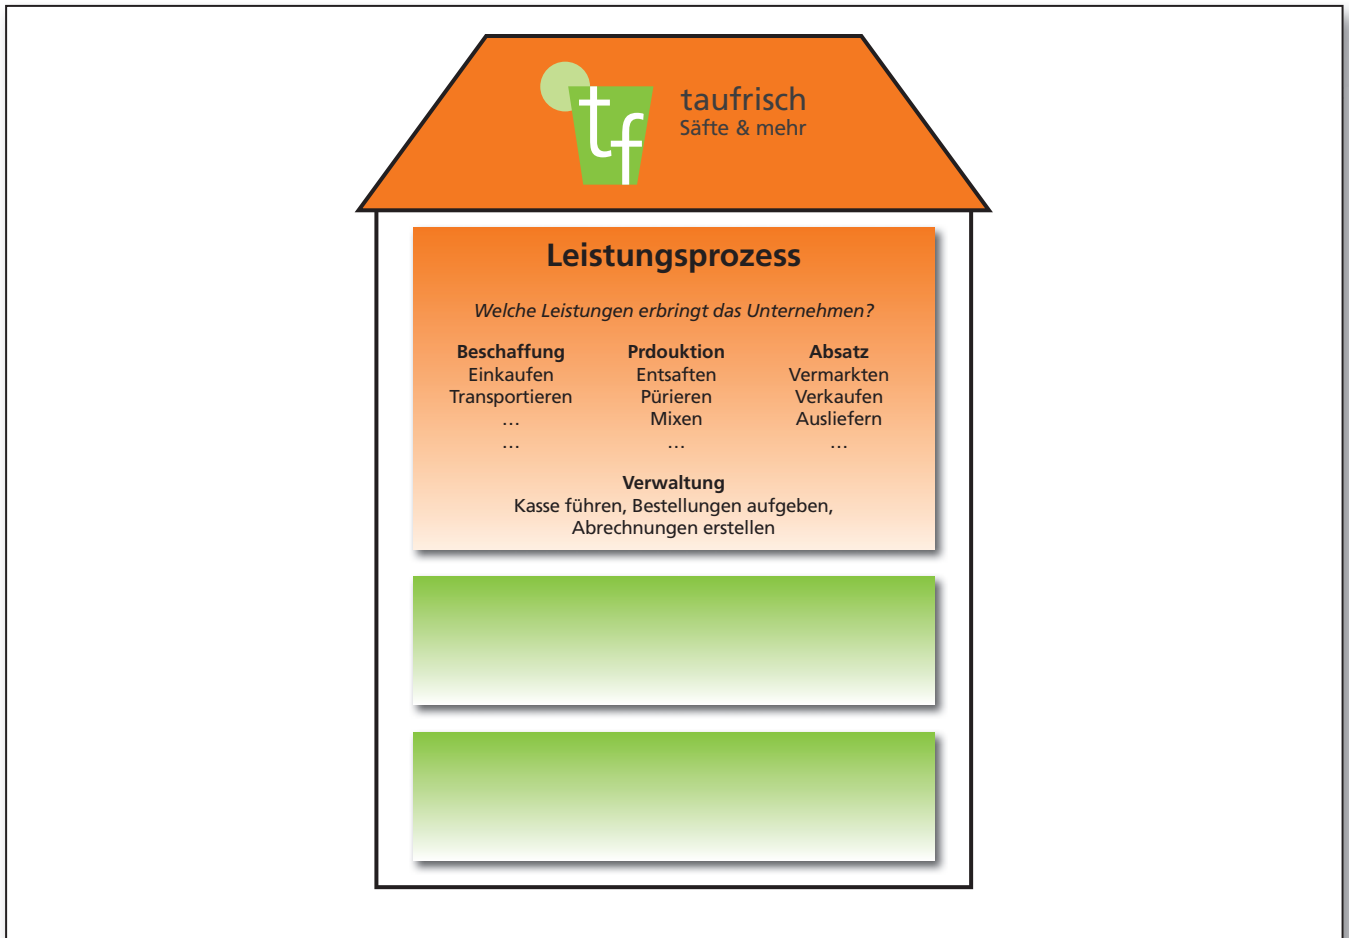 tf
taufrisch
Säfte & mehr
Leistungsprozess
Welche Leistungen erbringt das Unternehmen?
Beschaffung Prdouktion Absatz
Einkaufen Entsaften Vermarkten
Transportieren Pürieren Verkaufen
… Mixen Ausliefern
… … …
Verwaltung
Kasse führen, Bestellungen aufgeben,
Abrechnungen erstellen